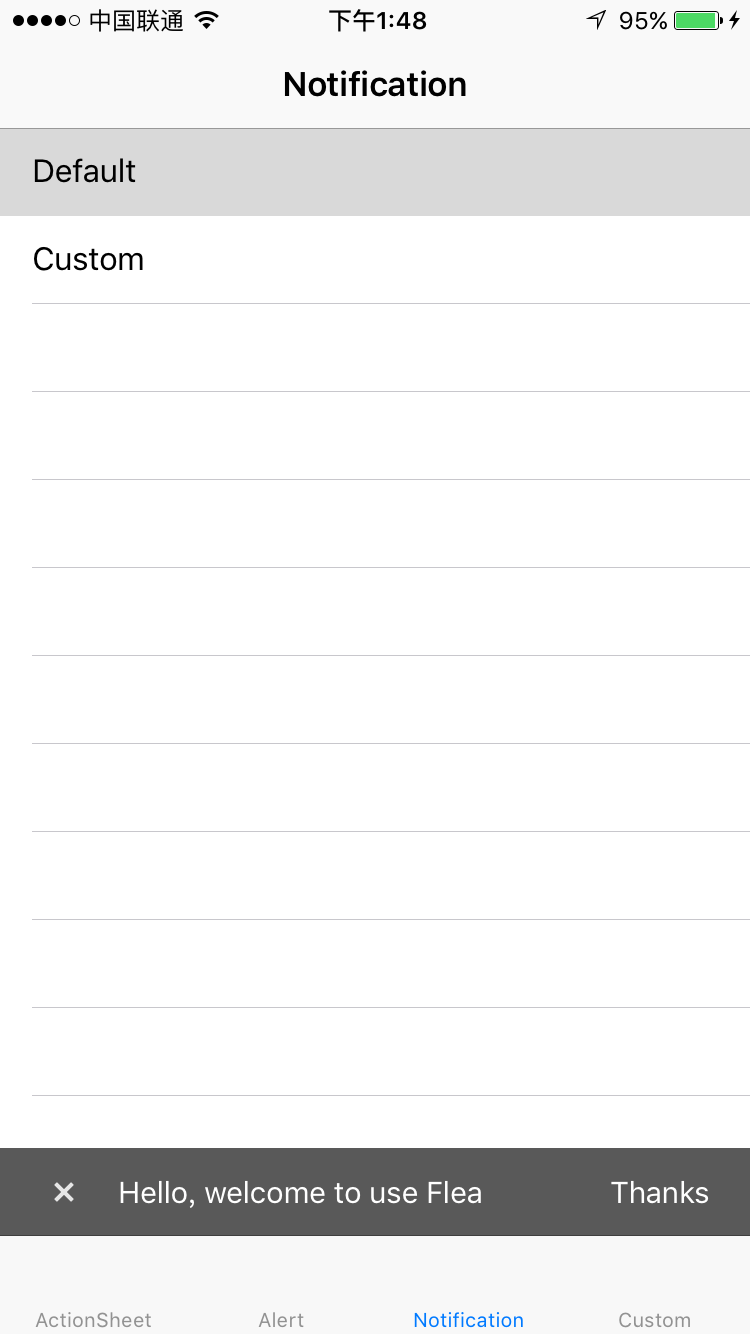 中国联通 下午1:48 95%
Notification
Default
Custom
Hello, welcome to use Flea Thanks
ActionSheet Alert Notification Custom